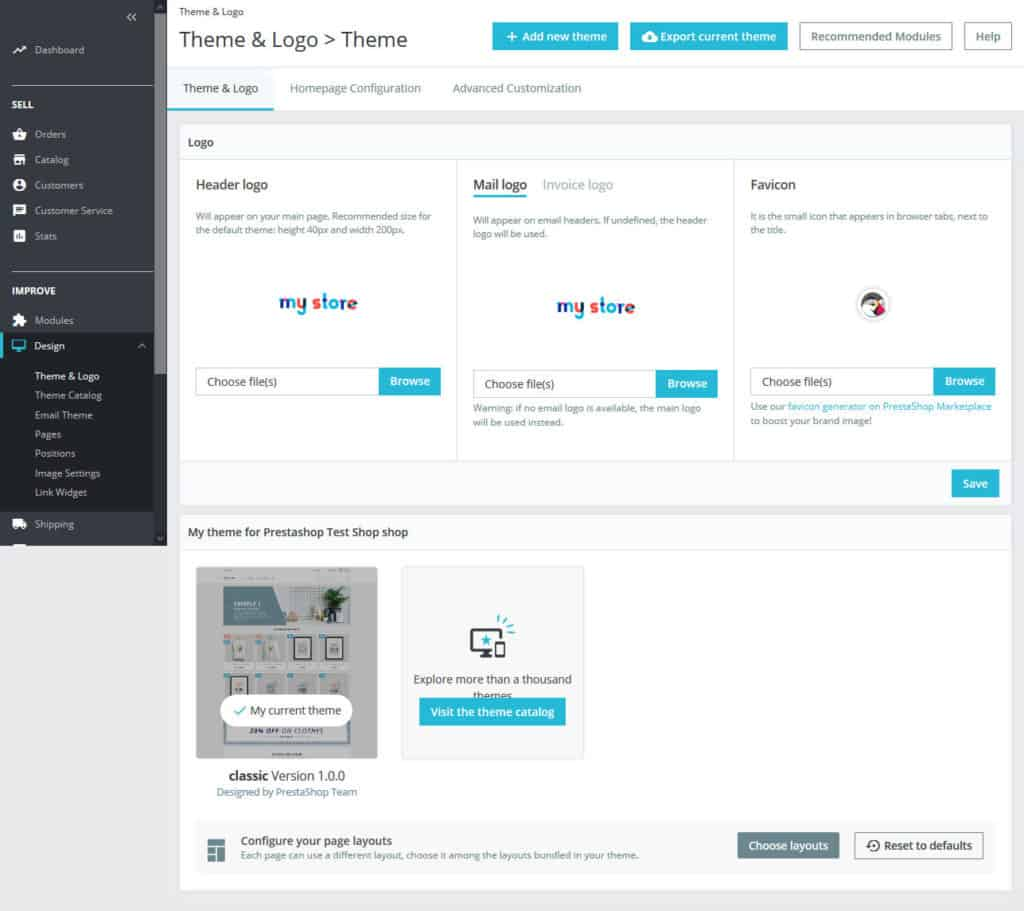 Dashboard
SELL
Orders
Catalog
Customers
Customer Service
Stats
IMPROVE
Modules
Design
Theme & Logo
Theme Catalog
Email Theme
Pages
Positions
Image Settings
Link Widget
Shipping
Theme & Logo
Theme & Logo > Theme
Add new theme
Export current theme
Recommended Modules
Help
Theme & Logo
Homepage Configuration
Advanced Customization
Logo
Header logo
Will appear on your main page. Recommended size for
the default theme: height 40px and width 200px.
my store
Choose file(s)
Browse
Mail logo
Invoice logo
Will appear on email headers. If undefined, the header
logo will be used.
my store
Choose file(s)
Browse
Warning: if no email logo is available, the main logo
will be used instead.
Favicon
It is the small icon that appears in browser tabs, next to
the title.
Choose file(s)
Browse
Use our favicon generator on PrestaShop Marketplace
to boost your brand image!
Save
My theme for Prestashop Test Shop shop
SAMPLE 1
My current theme
20% OFF ON CLOTHES
classic Version 1.0.0
Designed by PrestaShop Team
Explore more than a thousand
themes
Visit the theme catalog
Configure your page layouts
Each page can use a different layout, choose it among the layouts bundled in your theme.
Choose layouts
Reset to defaults